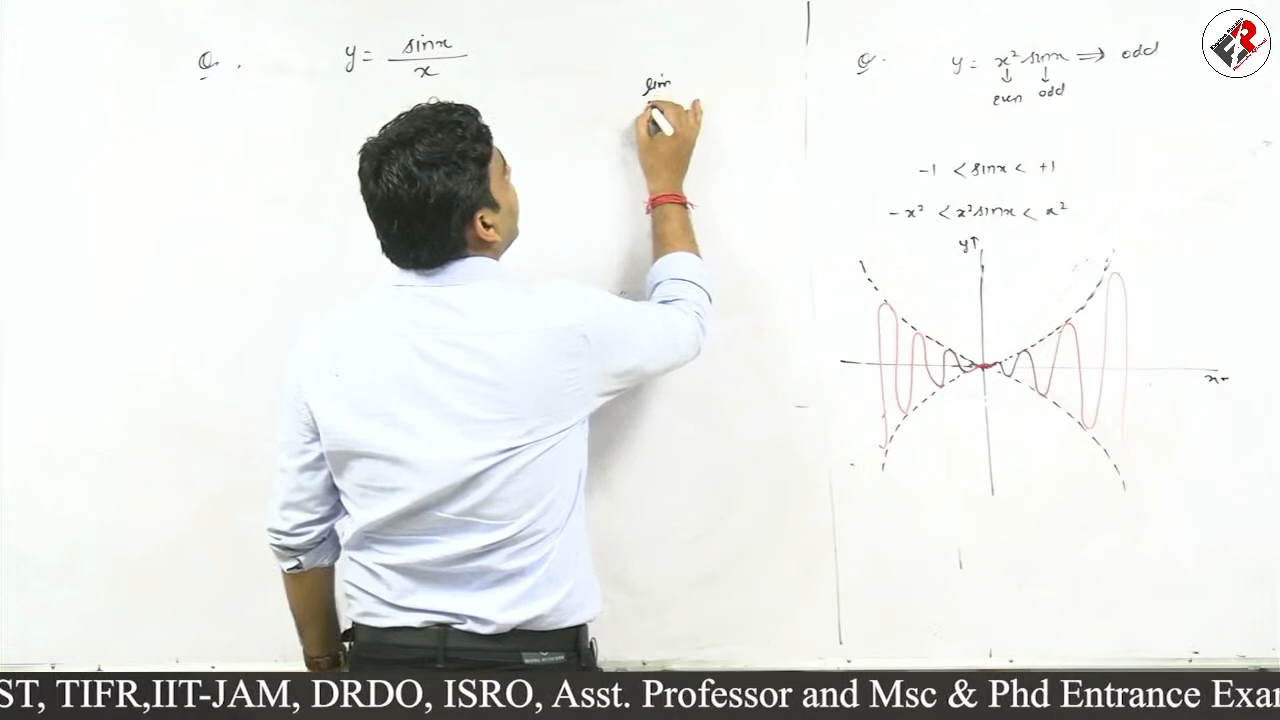 Q. y = sinx / x
lim
Q. y = x² sinx ⇒ odd
even odd
-1 < sinx < +1
-x² < x²sinx < x²
y↑
x→
ST, TIFR,IIT-JAM, DRDO, ISRO, Asst. Professor and Msc & Phd Entrance Exa